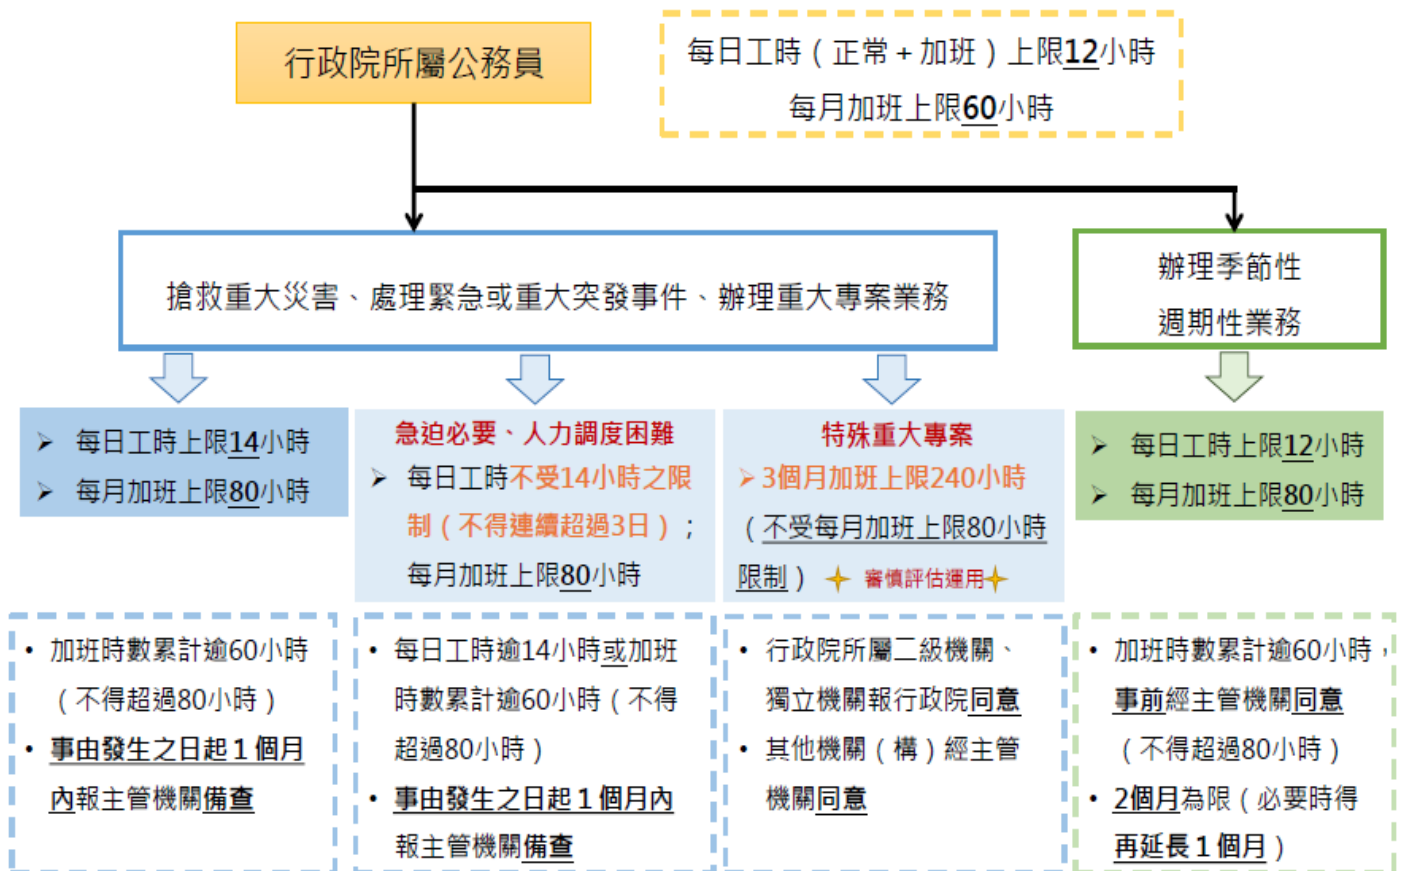 行政院所屬公務員
每日工時（正常+加班）上限12小時
每月加班上限60小時
搶救重大災害、處理緊急或重大突發事件、辦理重大專案業務
辦理季節性
週期性業務
➢ 每日工時上限14小時
➢ 每月加班上限80小時
急迫必要、人力調度困難
➢ 每日工時不受14小時之限
制（不得連續超過3日）；
每月加班上限80小時
特殊重大專案
➢3個月加班上限240小時
（不受每月加班上限80小時
限制） 審慎評估運用
➢ 每日工時上限12小時
➢ 每月加班上限80小時
• 加班時數累計逾60小時
（不得超過80小時）
• 事由發生之日起１個月
內報主管機關備查
• 每日工時逾14小時或加班
時數累計逾60小時（不得
超過80小時）
• 事由發生之日起１個月內
報主管機關備查
• 行政院所屬二級機關、
獨立機關報行政院同意
• 其他機關（構）經主管
機關同意
• 加班時數累計逾60小時，
事前經主管機關同意
（不得超過80小時）
• 2個月為限（必要時得
再延長１個月）